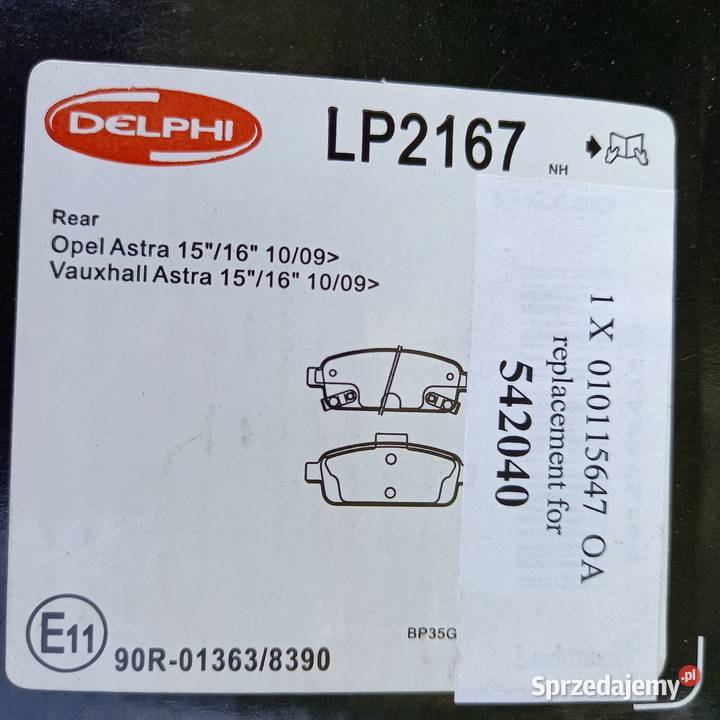 DELPHI
LP2167
NH
Rear
Opel Astra 15"/16" 10/09>
Vauxhall Astra 15"/16" 10/09>
1 X 010115647 OA
replacement for
542040
E11
90R-01363/8390
BP35G
Sprzedajemy.pl